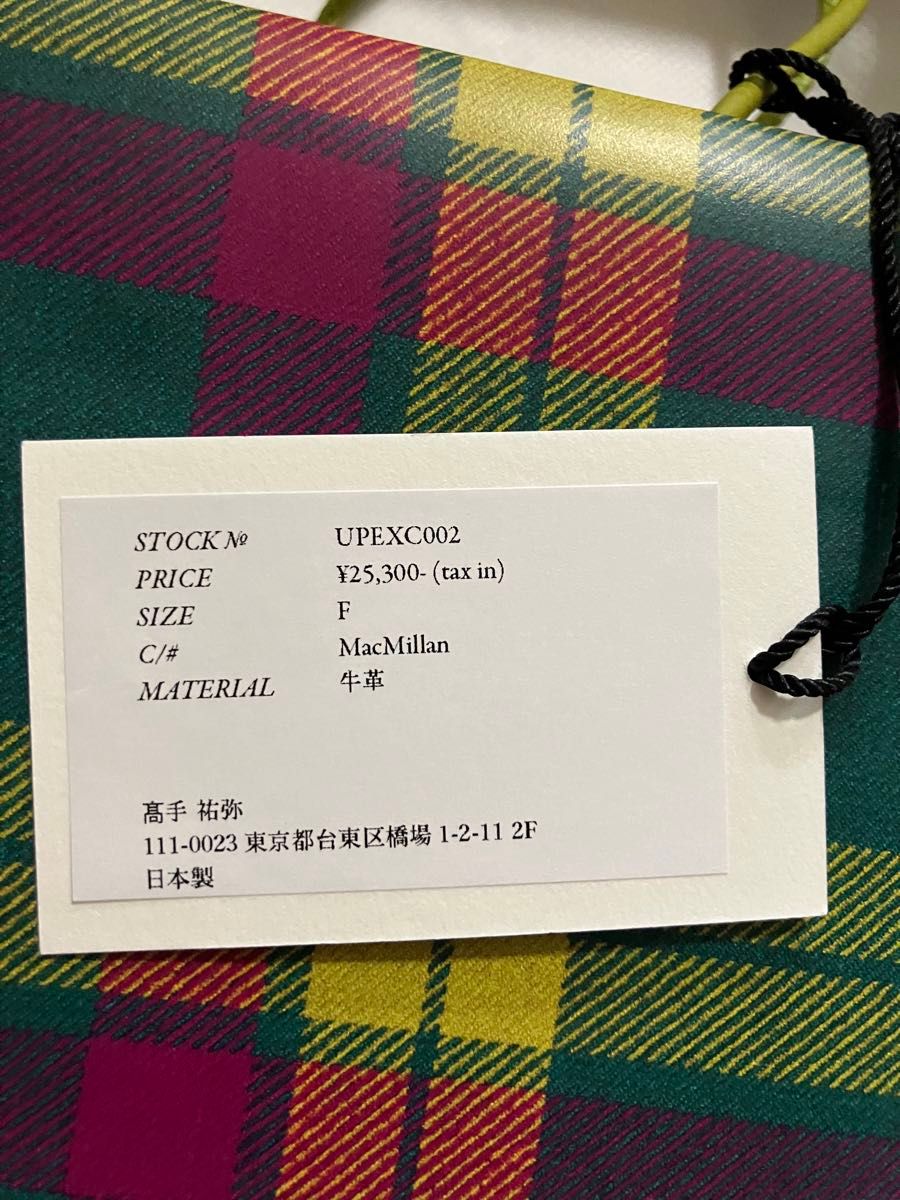 STOCK № UPEXC002
PRICE ¥25,300- (tax in)
SIZE F
C/# MacMillan
MATERIAL 牛革
髙手 祐弥
111-0023 東京都台東区橋場 1-2-11 2F
日本製